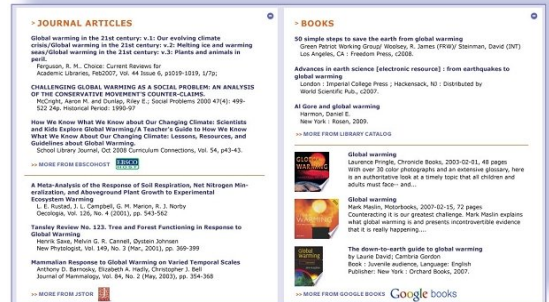 > JOURNAL ARTICLES
Global warming in the 21st century: v.1: Our evolving climate
crisis/Global warming in the 21st century: v.2: Melting ice and warming
seas/Global warming in the 21st century: v.3: Plants and animals in
peril.
Ferguson, R. M.. Choice: Current Reviews for
Academic Libraries, Feb2007, Vol. 44 Issue 6, p1019-1019, 1/7p;
CHALLENGING GLOBAL WARMING AS A SOCIAL PROBLEM: AN ANALYSIS
OF THE CONSERVATIVE MOVEMENT'S COUNTER-CLAIMS.
McCright, Aaron M. and Dunlap, Riley E.; Social Problems 2000 47(4): 499-
522 24p. Historical Period: 1990-97
How We Know What We Know about Our Changing Climate: Scientists
and Kids Explore Global Warming/A Teacher's Guide to How We Know
What We Know About Our Changing Climate: Lessons, Resources, and
Guidelines about Global Warming.
School Library Journal, Oct 2008 Curriculum Connections, Vol. 54, p43-43.
>> MORE FROM EBSCOHOST EBSCO
A Meta-Analysis of the Response of Soil Respiration, Net Nitrogen Min-
eralization, and Aboveground Plant Growth to Experimental
Ecosystem Warming
L. E. Rustad, J. L. Campbell, G. M. Marion, R. J. Norby
Oecologia, Vol. 126, No. 4 (2001), pp. 543-562
Tansley Review No. 123. Tree and Forest Functioning in Response to
Global Warming
Henrik Saxe, Melvin G. R. Cannell, Øystein Johnsen
New Phytologist, Vol. 149, No. 3 (Mar., 2001), pp. 369-399
Mammalian Response to Global Warming on Varied Temporal Scales
Anthony D. Barnosky, Elizabeth A. Hadly, Christopher J. Bell
Journal of Mammalogy, Vol. 84, No. 2 (May, 2003), pp. 354-368
>> MORE FROM JSTOR
> BOOKS
50 simple steps to save the earth from global warming
Green Patriot Working Group/ Woolsey, R. James (FRW)/ Steinman, David (INT)
Los Angeles, CA : Freedom Press, c2008.
Advances in earth science [electronic resource] : from earthquakes to
global warming
London : Imperial College Press ; Hackensack, NJ : Distributed by
World Scientific Pub., c2007.
Al Gore and global warming
Harmon, Daniel E.
New York : Rosen, 2009.
>> MORE FROM LIBRARY CATALOG
GLOBAL
WARMING
Global warming
Laurence Pringle, Chronicle Books, 2003-02-01, 48 pages
With over 30 color photographs and an extensive glossary, here
is an authoritative look at a timely topic that all children and
adults must face-- and...
Global warming
Mark Maslin, Motorbooks, 2007-02-15, 72 pages
Counteracting it is our greatest challenge. Mark Maslin explains
what global warming is and presents incontrovertible evidence
that it is really happening....
The down-to-earth guide to global warming
by Laurie David; Cambria Gordon
Book : Juvenile audience, Language: English
Publisher: New York : Orchard Books, 2007.
>> MORE FROM GOOGLE BOOKS Google books